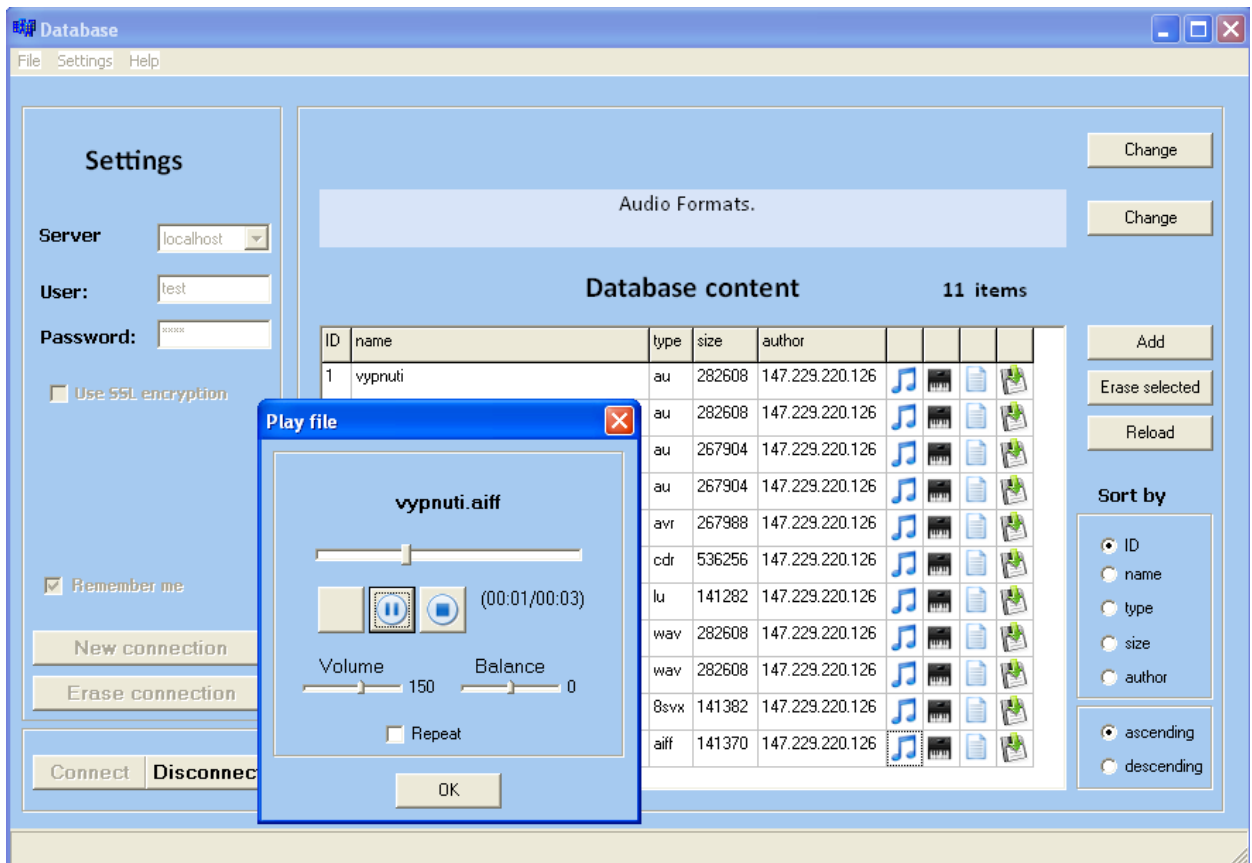 Database
File Settings Help
Settings
Server localhost
User: test
Password: ****
Use SSL encryption
Remember me
New connection
Erase connection
Connect Disconnec
Change
Audio Formats.
Change
Database content 11 items
ID name type size author
1 vypnuti au 282608 147.229.220.126
au 282608 147.229.220.126
au 267904 147.229.220.126
au 267904 147.229.220.126
avr 267988 147.229.220.126
cdr 536256 147.229.220.126
lu 141282 147.229.220.126
wav 282608 147.229.220.126
wav 282608 147.229.220.126
8svx 141382 147.229.220.126
aiff 141370 147.229.220.126
Add
Erase selected
Reload
Sort by
ID
name
type
size
author
ascending
descending
Play file
vypnuti.aiff
(00:01/00:03)
Volume Balance
150 0
Repeat
OK